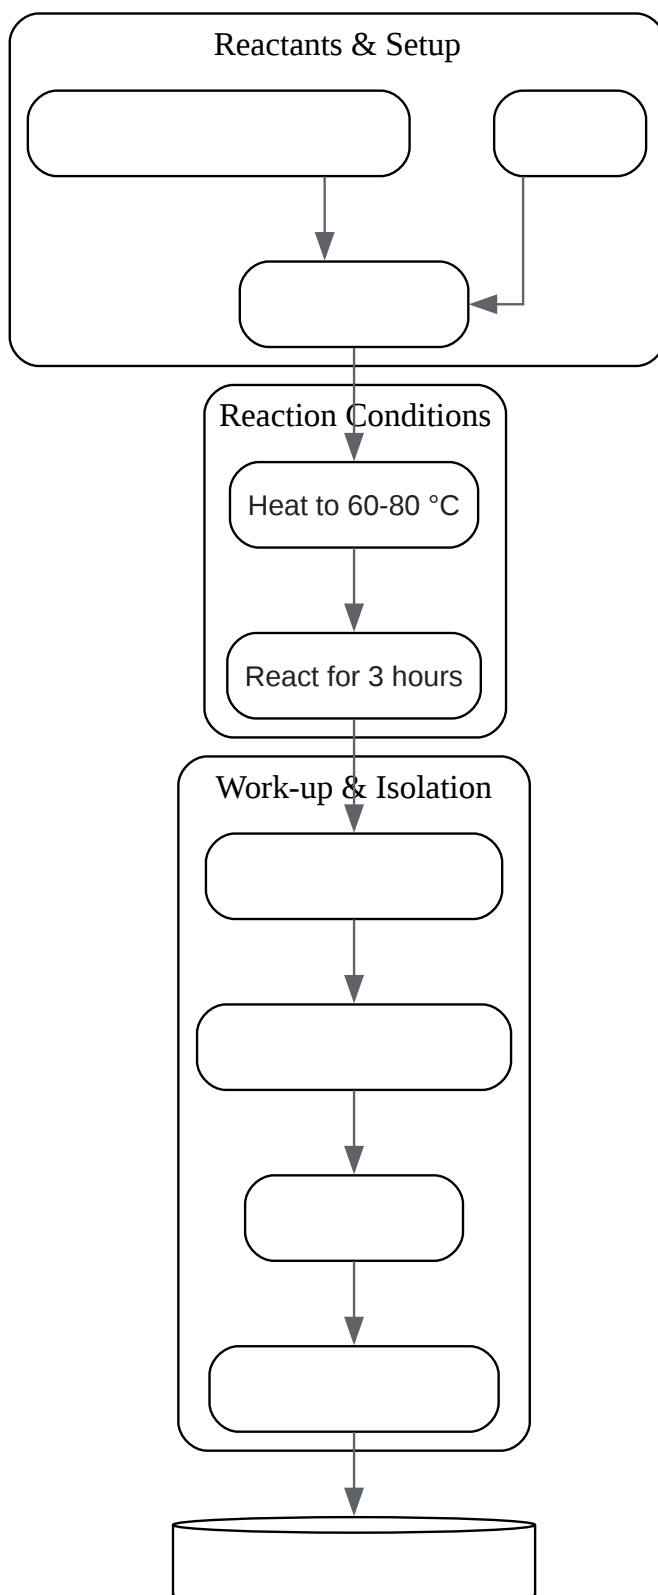 Reactants & Setup
Reaction Conditions
Heat to 60-80 °C
React for 3 hours
Work-up & Isolation